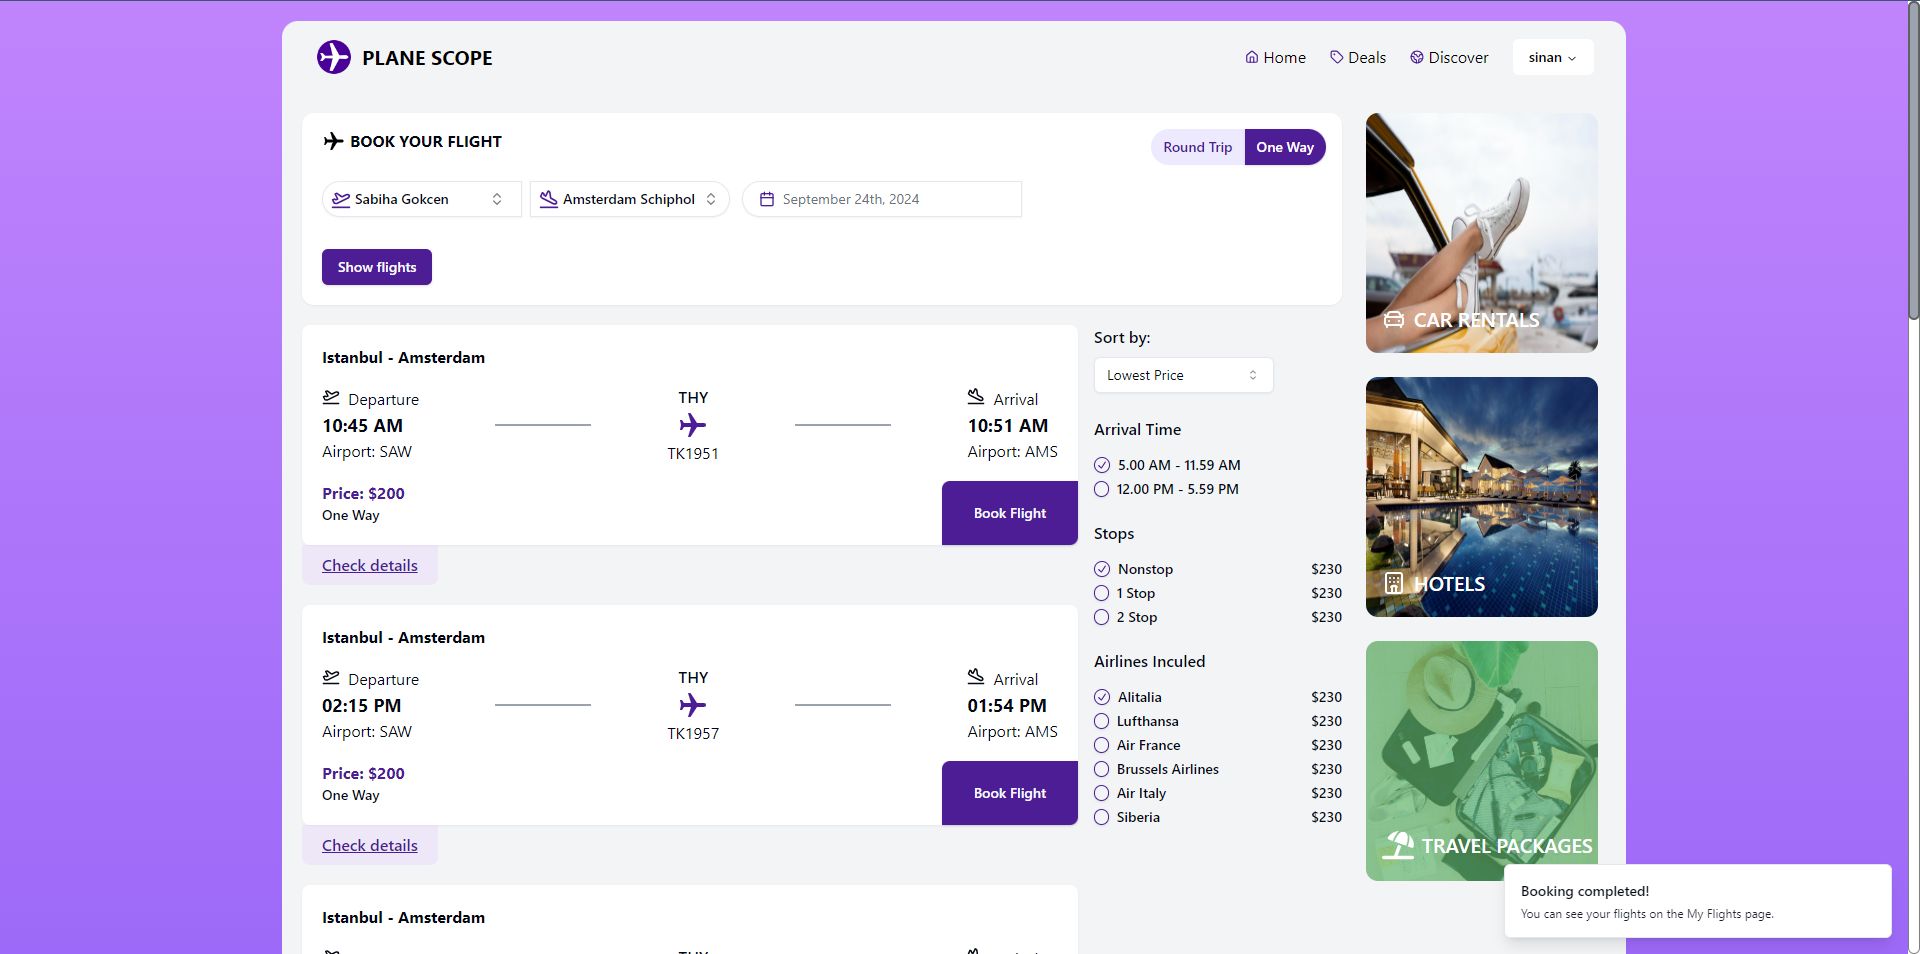 PLANE SCOPE
Home
Deals
Discover
sinan
BOOK YOUR FLIGHT
Round Trip
One Way
Sabiha Gokcen
Amsterdam Schiphol
September 24th, 2024
Show flights
Istanbul - Amsterdam
Departure
THY
Arrival
10:45 AM
10:51 AM
Airport: SAW
TK1951
Airport: AMS
Price: $200
One Way
Book Flight
Check details
Istanbul - Amsterdam
Departure
THY
Arrival
02:15 PM
01:54 PM
Airport: SAW
TK1957
Airport: AMS
Price: $200
One Way
Book Flight
Check details
Istanbul - Amsterdam
Sort by:
Lowest Price
Arrival Time
5.00 AM - 11.59 AM
12.00 PM - 5.59 PM
Stops
Nonstop $230
1 Stop $230
2 Stop $230
Airlines Inculed
Alitalia $230
Lufthansa $230
Air France $230
Brussels Airlines $230
Air Italy $230
Siberia $230
CAR RENTALS
HOTELS
TRAVEL PACKAGES
Booking completed!
You can see your flights on the My Flights page.